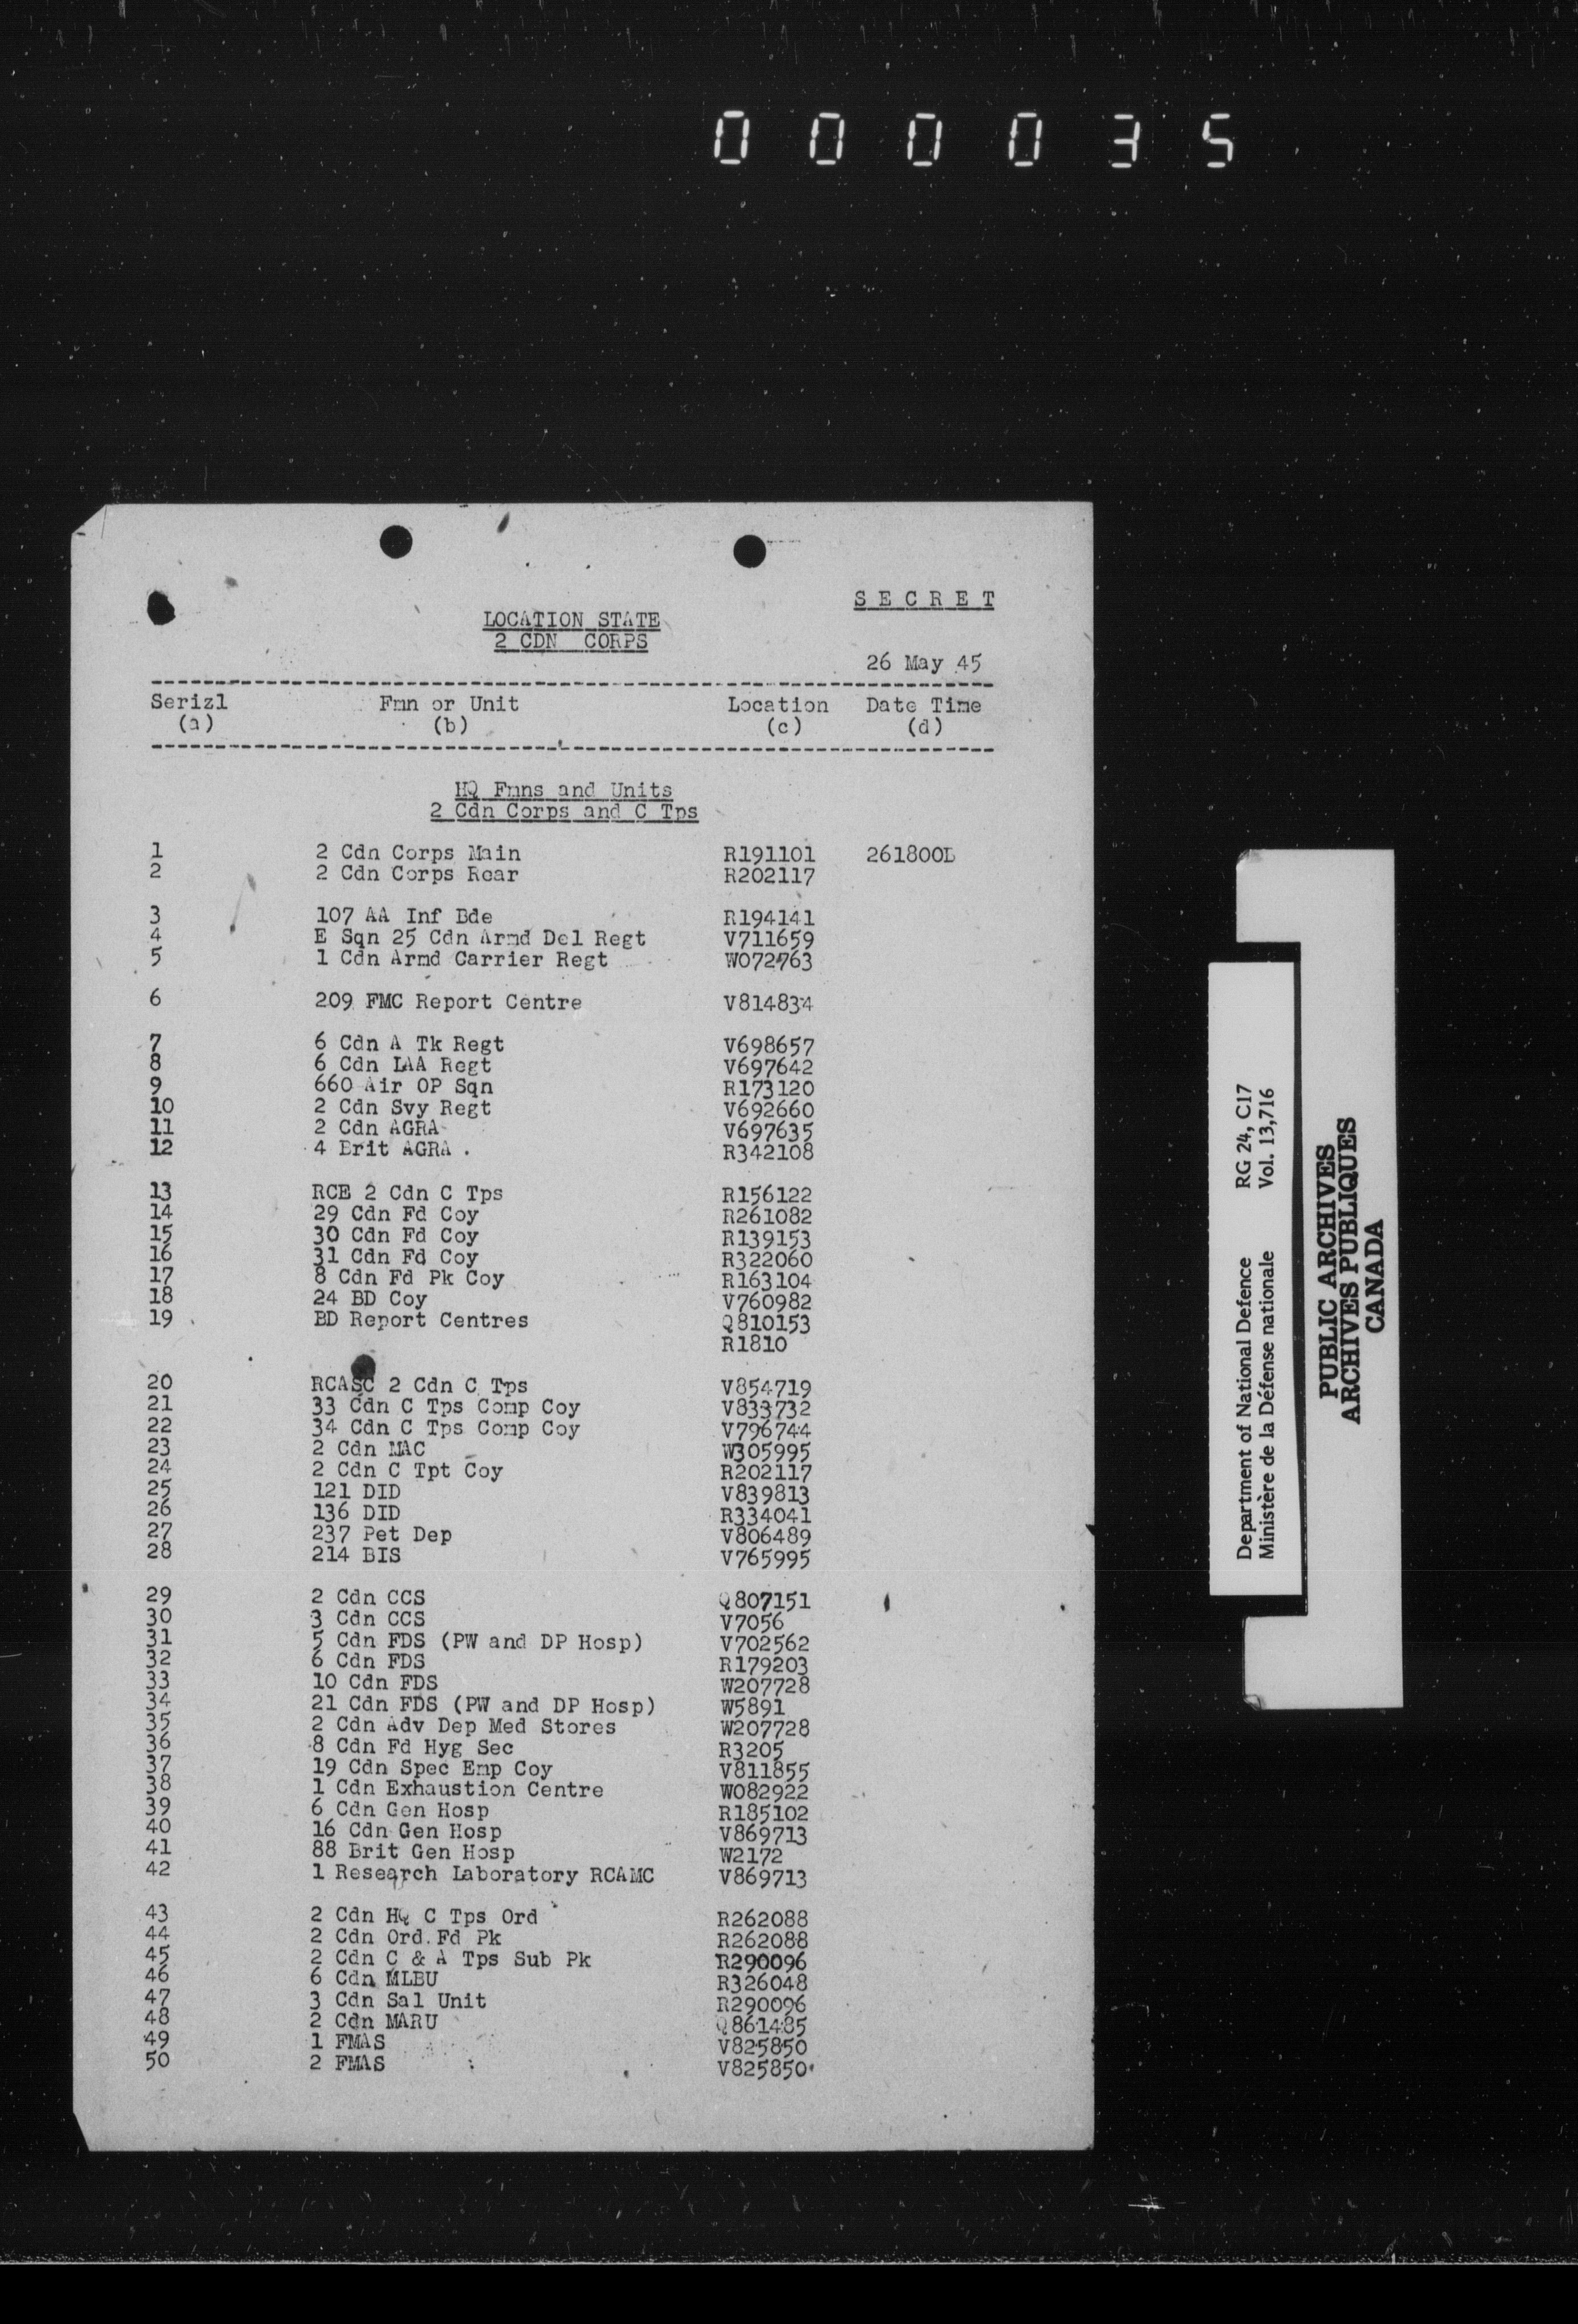 000035
S E C R E T
LOCATION STATE
2 CDN CORPS
26 May 45
Serizl Fmn or Unit Location Date Time
(a) (b) (c) (d)
HQ Fmns and Units
2 Cdn Corps and C Tps
1 2 Cdn Corps Main R191101 261800B
2 2 Cdn Corps Rear R202117
3 107 AA Inf Bde R194141
4 E Sqn 25 Cdn Armd Del Regt V711659
5 1 Cdn Armd Carrier Regt W072763
6 209 FMC Report Centre V814834
7 6 Cdn A Tk Regt V698657
8 6 Cdn LAA Regt V697642
9 660 Air OP Sqn R173120
10 2 Cdn Svy Regt V692660
11 2 Cdn AGRA V697635
12 4 Brit AGRA . R342108
13 RCE 2 Cdn C Tps R156122
14 29 Cdn Fd Coy R261082
15 30 Cdn Fd Coy R139153
16 31 Cdn Fd Coy R322060
17 8 Cdn Fd Pk Coy R163104
18 24 BD Coy V760982
19 BD Report Centres Q810153
R1810
20 RCASC 2 Cdn C Tps V854719
21 33 Cdn C Tps Comp Coy V833732
22 34 Cdn C Tps Comp Coy V796744
23 2 Cdn MAC W305995
24 2 Cdn C Tpt Coy R202117
25 121 DID V839813
26 136 DID R334041
27 237 Pet Dep V806489
28 214 BIS V765995
29 2 Cdn CCS Q807151
30 3 Cdn CCS V7056
31 5 Cdn FDS (PW and DP Hosp) V702562
32 6 Cdn FDS R179203
33 10 Cdn FDS W207728
34 21 Cdn FDS (PW and DP Hosp) W5891
35 2 Cdn Adv Dep Med Stores W207728
36 8 Cdn Fd Hyg Sec R3205
37 19 Cdn Spec Emp Coy V811855
38 1 Cdn Exhaustion Centre W082922
39 6 Cdn Gen Hosp R185102
40 16 Cdn Gen Hosp V869713
41 88 Brit Gen Hosp W2172
42 1 Research Laboratory RCAMC V869713
43 2 Cdn HQ C Tps Ord R262088
44 2 Cdn Ord Fd Pk R262088
45 2 Cdn C & A Tps Sub Pk R290096
46 6 Cdn MLBU R326048
47 3 Cdn Sal Unit R290096
48 2 Cdn MARU Q861485
49 1 FMAS V825850
50 2 FMAS V825850
Department of National Defence RG 24, C17
Ministère de la Défense nationale Vol. 13,716
PUBLIC ARCHIVES
ARCHIVES PUBLIQUES
CANADA